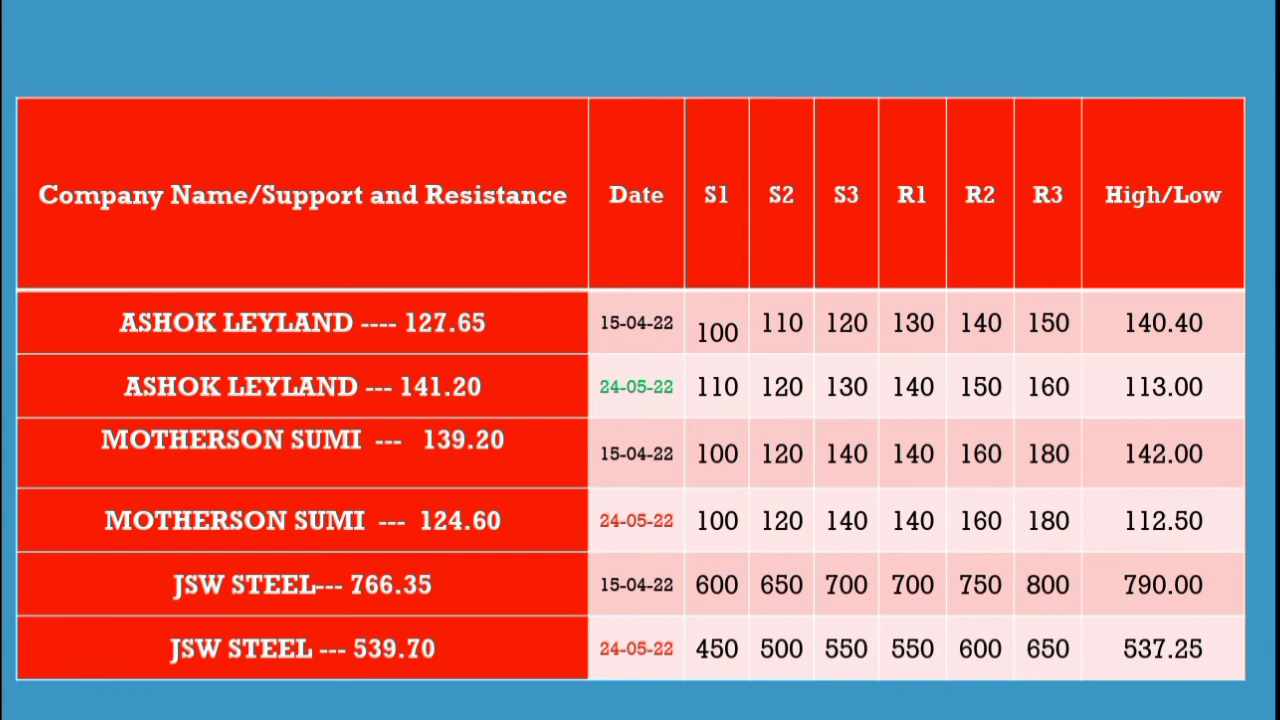 Company Name/Support and Resistance Date S1 S2 S3 R1 R2 R3 High/Low
ASHOK LEYLAND ---- 127.65 15-04-22 100 110 120 130 140 150 140.40
ASHOK LEYLAND --- 141.20 24-05-22 110 120 130 140 150 160 113.00
MOTHERSON SUMI --- 139.20 15-04-22 100 120 140 140 160 180 142.00
MOTHERSON SUMI --- 124.60 24-05-22 100 120 140 140 160 180 112.50
JSW STEEL--- 766.35 15-04-22 600 650 700 700 750 800 790.00
JSW STEEL --- 539.70 24-05-22 450 500 550 550 600 650 537.25